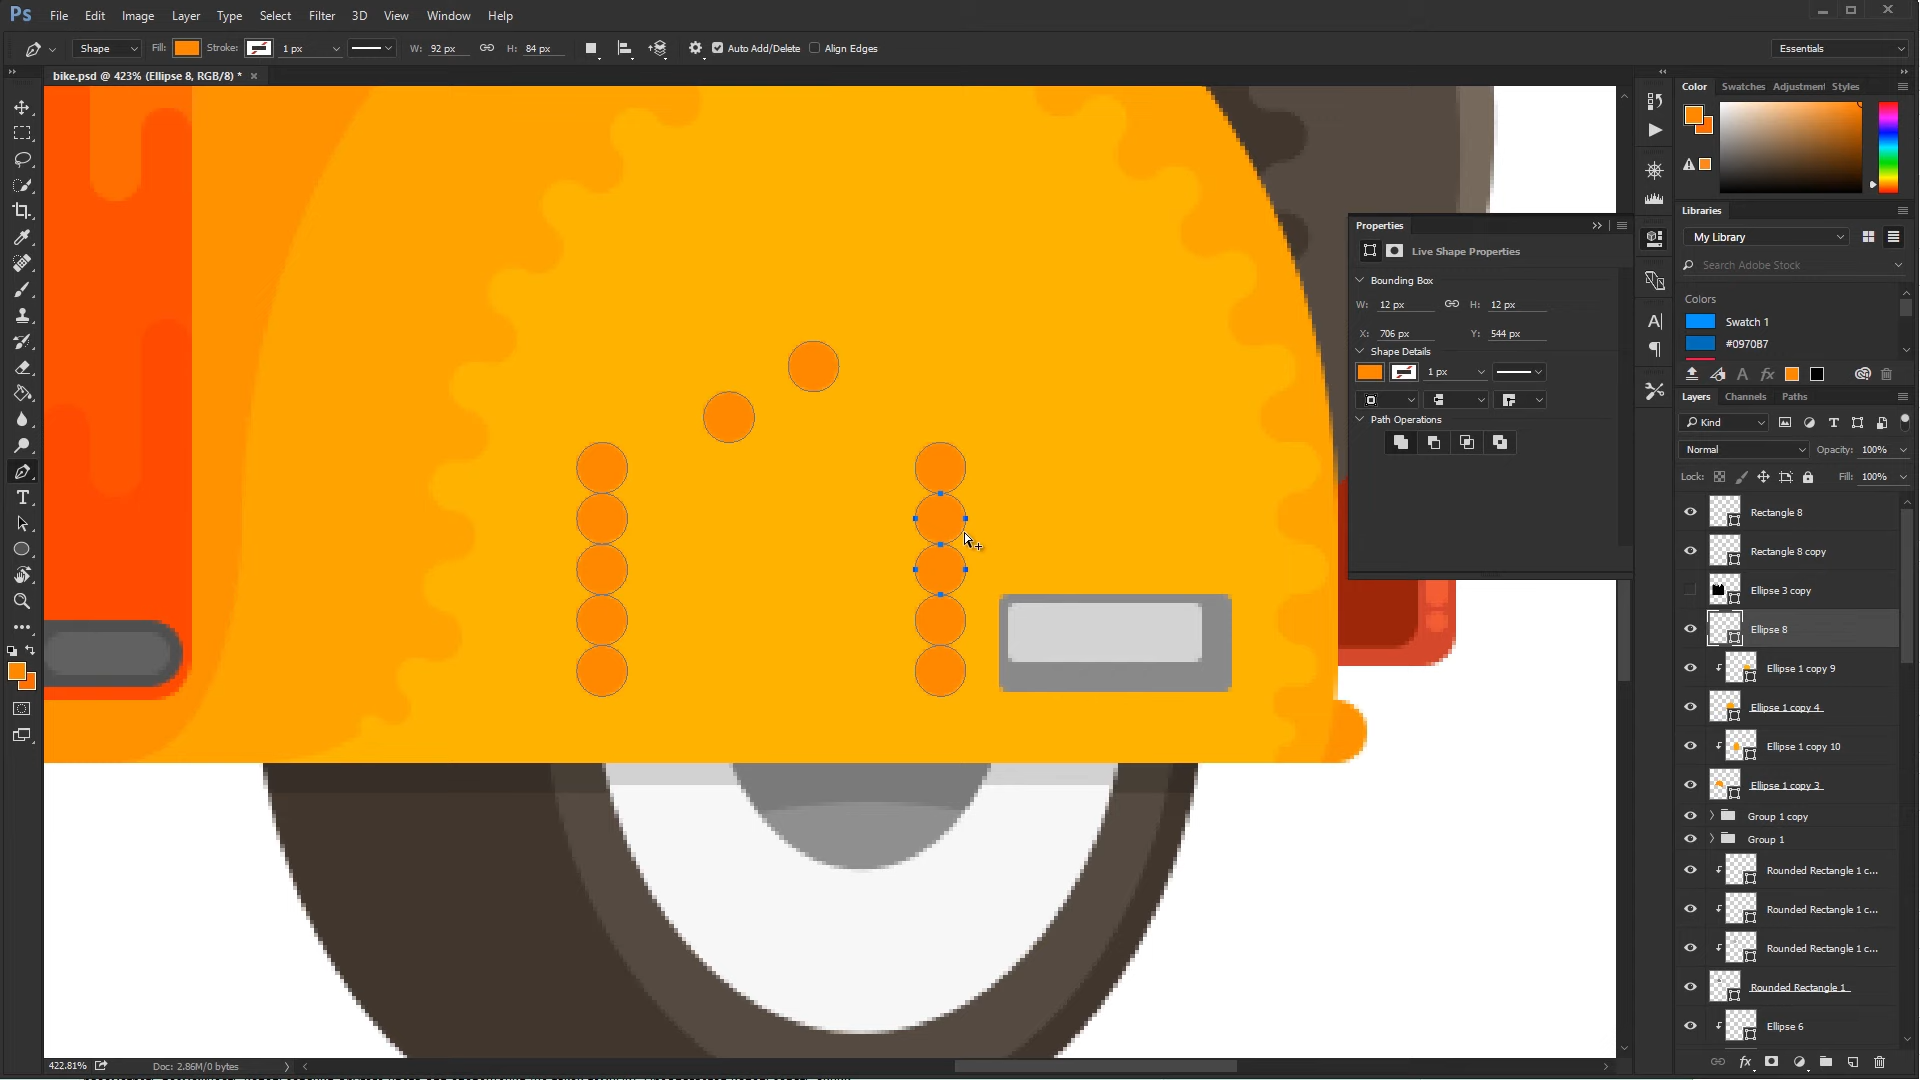 Ps File Edit Image Layer Type Select Filter 3D View Window Help
Shape Fill: Stroke: 1 px W: 92 px H: 84 px Auto Add/Delete Align Edges Essentials
bike.psd @ 423% (Ellipse 8, RGB/8) *
Color Swatches Adjustment Styles
Libraries
My Library
Search Adobe Stock
Colors
Swatch 1
#0970B7
Properties
Live Shape Properties
Bounding Box
W: 12 px H: 12 px
X: 706 px Y: 544 px
Shape Details
1 px
Path Operations
Layers Channels Paths
Kind
Normal Opacity: 100%
Lock: Fill: 100%
Rectangle 8
Rectangle 8 copy
Ellipse 3 copy
Ellipse 8
Ellipse 1 copy 9
Ellipse 1 copy 4
Ellipse 1 copy 10
Ellipse 1 copy 3
Group 1 copy
Group 1
Rounded Rectangle 1 c...
Rounded Rectangle 1 c...
Rounded Rectangle 1 c...
Rounded Rectangle 1
Ellipse 6
422.81% Doc: 2.86M/0 bytes